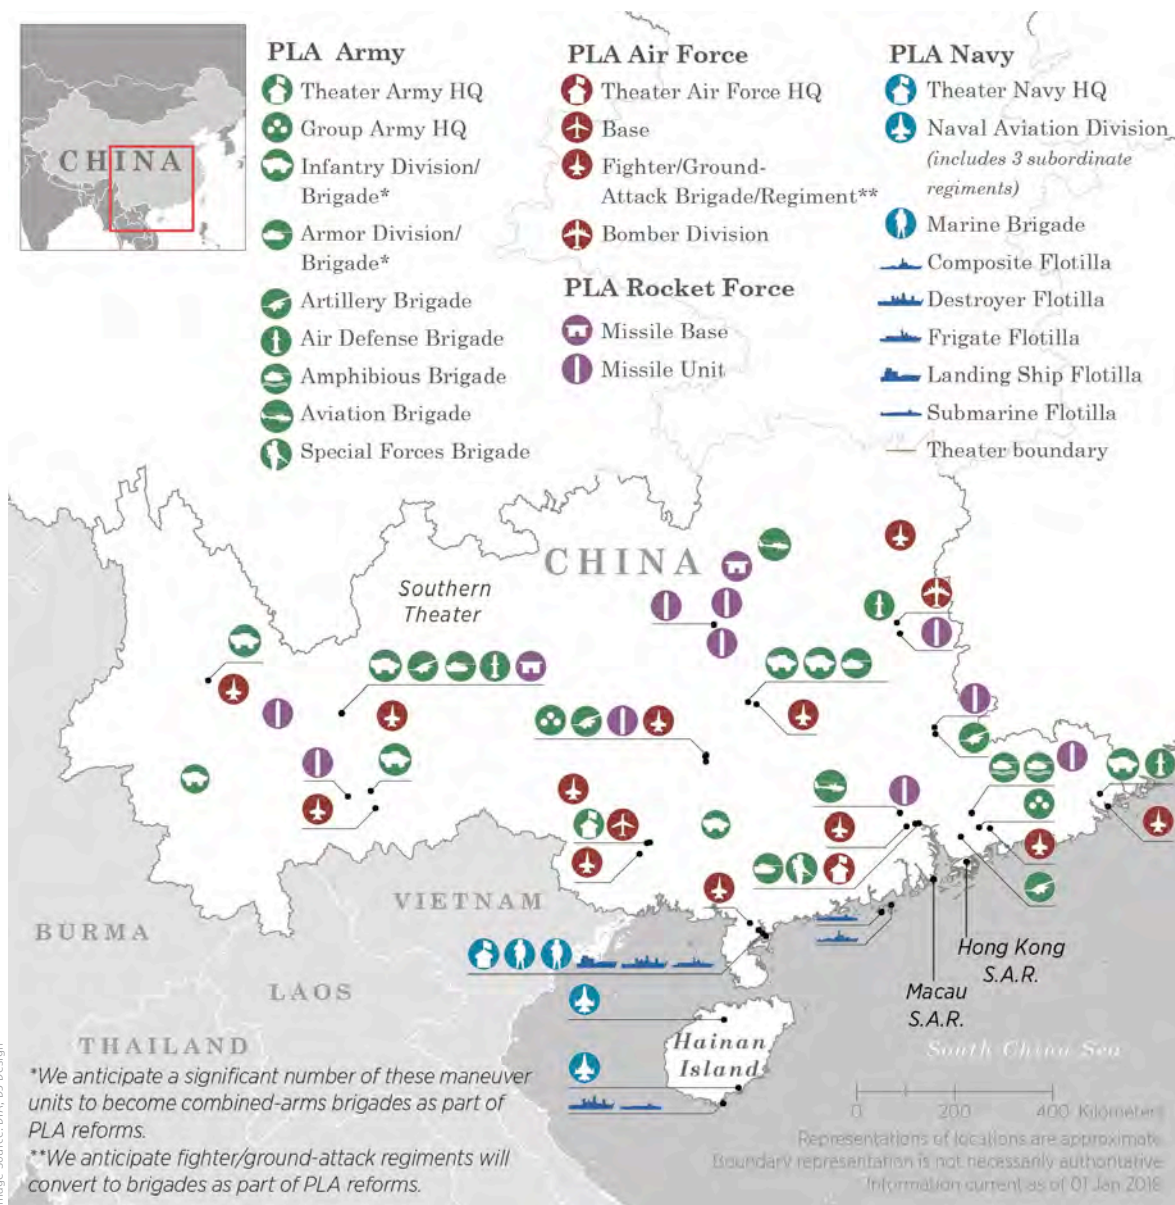 CHINA
PLA Army
Theater Army HQ
Group Army HQ
Infantry Division/
Brigade*
Armor Division/
Brigade*
Artillery Brigade
Air Defense Brigade
Amphibious Brigade
Aviation Brigade
Special Forces Brigade
PLA Air Force
Theater Air Force HQ
Base
Fighter/Ground-
Attack Brigade/Regiment**
Bomber Division
PLA Rocket Force
Missile Base
Missile Unit
PLA Navy
Theater Navy HQ
Naval Aviation Division
(includes 3 subordinate
regiments)
Marine Brigade
Composite Flotilla
Destroyer Flotilla
Frigate Flotilla
Landing Ship Flotilla
Submarine Flotilla
Theater boundary
CHINA
Southern
Theater
VIETNAM
BURMA
LAOS
THAILAND
Hong Kong
S.A.R.
Macau
S.A.R.
Hainan
Island
South China Sea
0 200 400 Kilometers
*We anticipate a significant number of these maneuver
units to become combined-arms brigades as part of
PLA reforms.
**We anticipate fighter/ground-attack regiments will
convert to brigades as part of PLA reforms.
Representations of locations are approximate.
Boundary representation is not necessarily authoritative.
Information current as of 01 Jan 2018